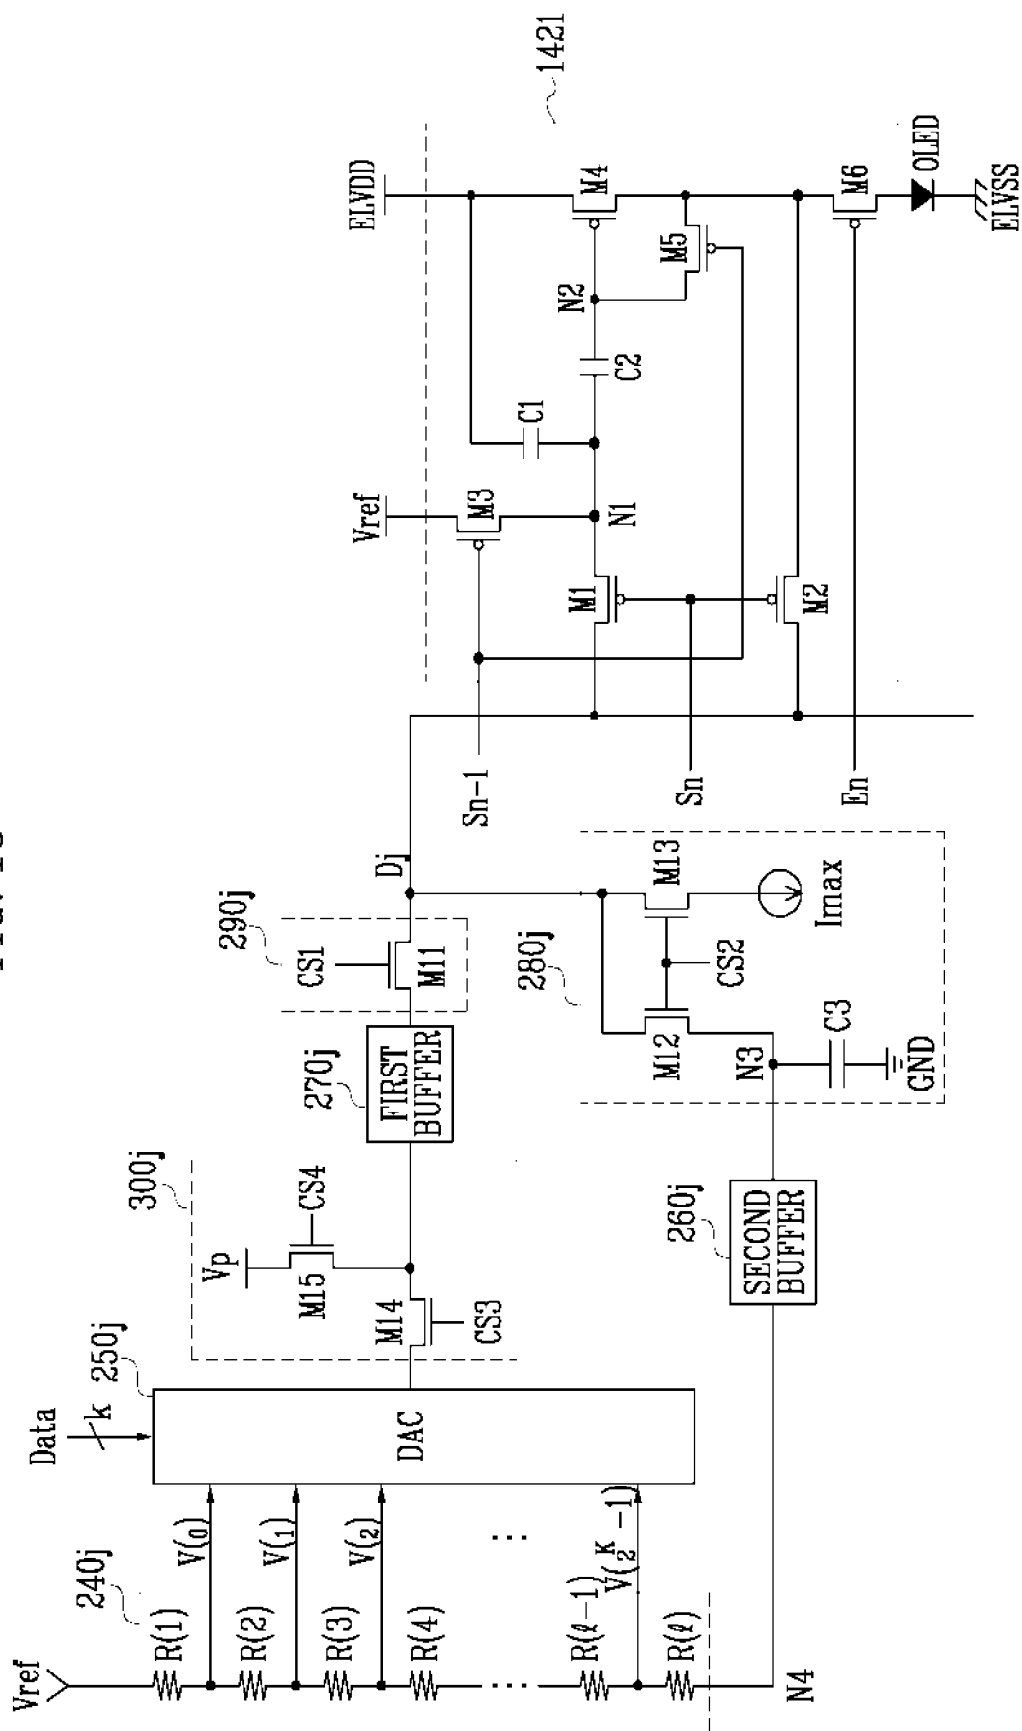 1421
ELVDD
Vref
M4
OLED
M6
ELVSS
M5
N2
C2
C1
M3
N1
M1
M2
Sn-1
Sn
En
Dj
290j
CS1
M11
M13
Imax
280j
CS2
M12
C3
N3
GND
270j
FIRST
BUFFER
300j
CS4
Vp
M15
M14
CS3
260j
SECOND
BUFFER
250j
Data
k
DAC
V(0)
V(1)
V(2)
...
V(2^K-1)
240j
Vref
R(1)
R(2)
R(3)
R(4)
...
R(ℓ-1)
R(ℓ)
N4